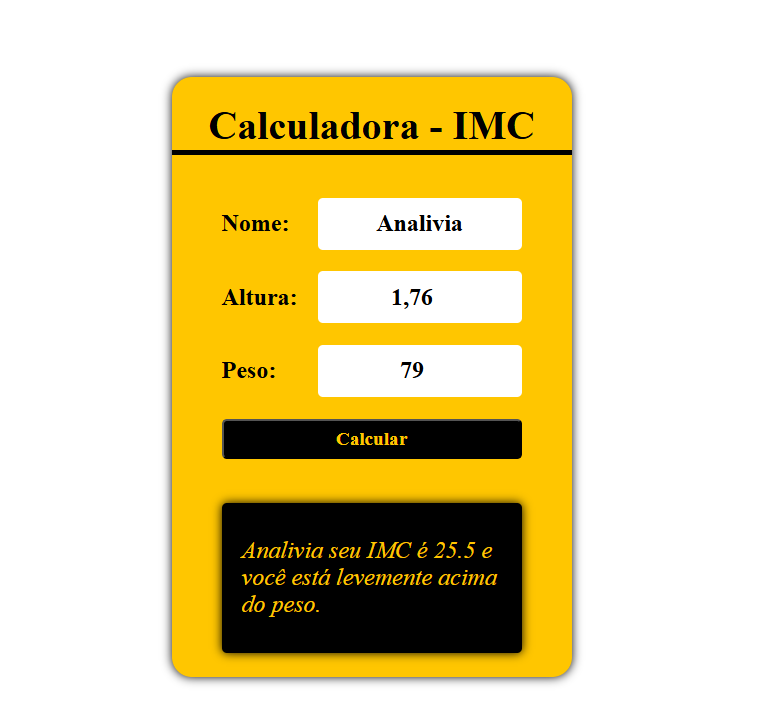 Calculadora - IMC
Nome: Analivia
Altura: 1,76
Peso: 79
Calcular
Analivia seu IMC é 25.5 e
você está levemente acima
do peso.